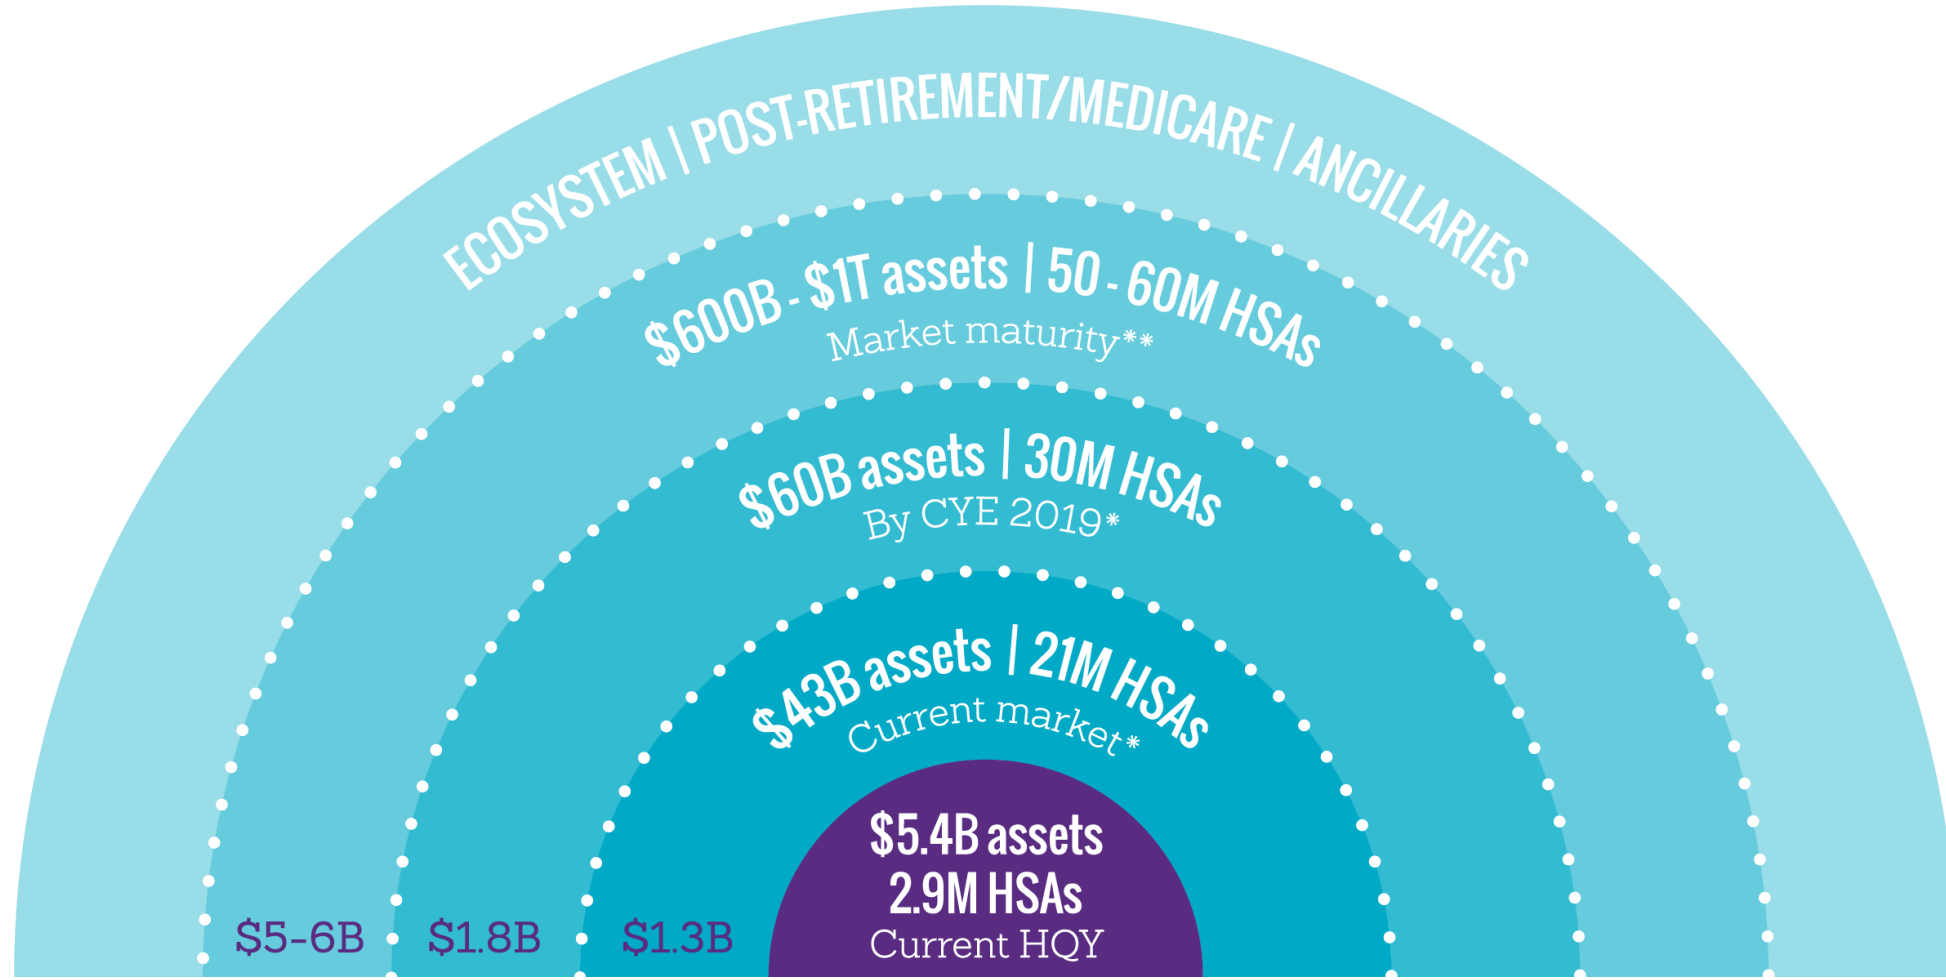 ECOSYSTEM | POST-RETIREMENT/MEDICARE | ANCILLARIES
$600B - $1T assets | 50 - 60M HSAs
Market maturity**
$60B assets | 30M HSAs
By CYE 2019*
$43B assets | 21M HSAs
Current market*
$5.4B assets
2.9M HSAs
Current HQY
$5-6B
$1.8B
$1.3B